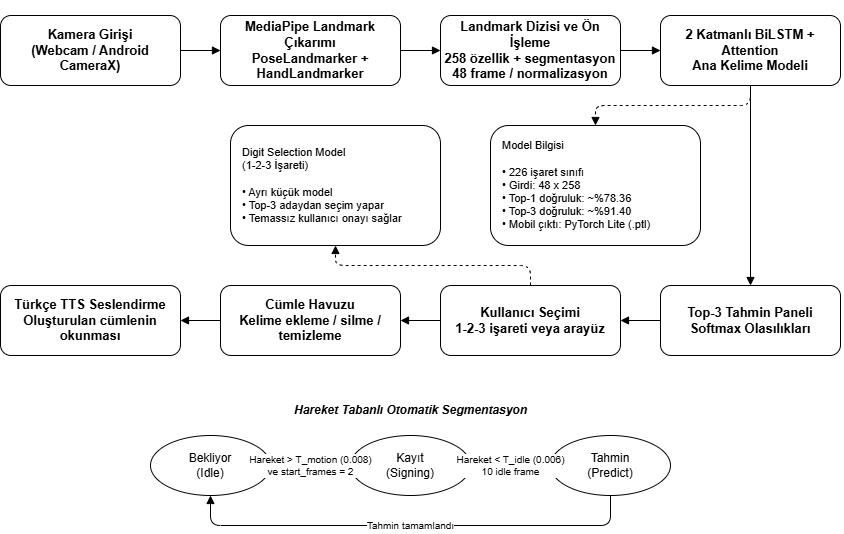 Kamera Girişi
(Webcam / Android
CameraX)
MediaPipe Landmark
Çıkarımı
PoseLandmarker +
HandLandmarker
Landmark Dizisi ve Ön
İşleme
258 özellik + segmentasyon
48 frame / normalizasyon
2 Katmanlı BiLSTM +
Attention
Ana Kelime Modeli
Digit Selection Model
(1-2-3 İşareti)
• Ayrı küçük model
• Top-3 adaydan seçim yapar
• Temassız kullanıcı onayı sağlar
Model Bilgisi
• 226 işaret sınıfı
• Girdi: 48 x 258
• Top-1 doğruluk: ~%78.36
• Top-3 doğruluk: ~%91.40
• Mobil çıktı: PyTorch Lite (.ptl)
Türkçe TTS Seslendirme
Oluşturulan cümlenin
okunması
Cümle Havuzu
Kelime ekleme / silme /
temizleme
Kullanıcı Seçimi
1-2-3 işareti veya arayüz
Top-3 Tahmin Paneli
Softmax Olasılıkları
Hareket Tabanlı Otomatik Segmentasyon
Bekliyor
(Idle)
Hareket > T_motion (0.008)
ve start_frames = 2
Kayıt
(Signing)
Hareket < T_idle (0.006)
10 idle frame
Tahmin
(Predict)
Tahmin tamamlandı